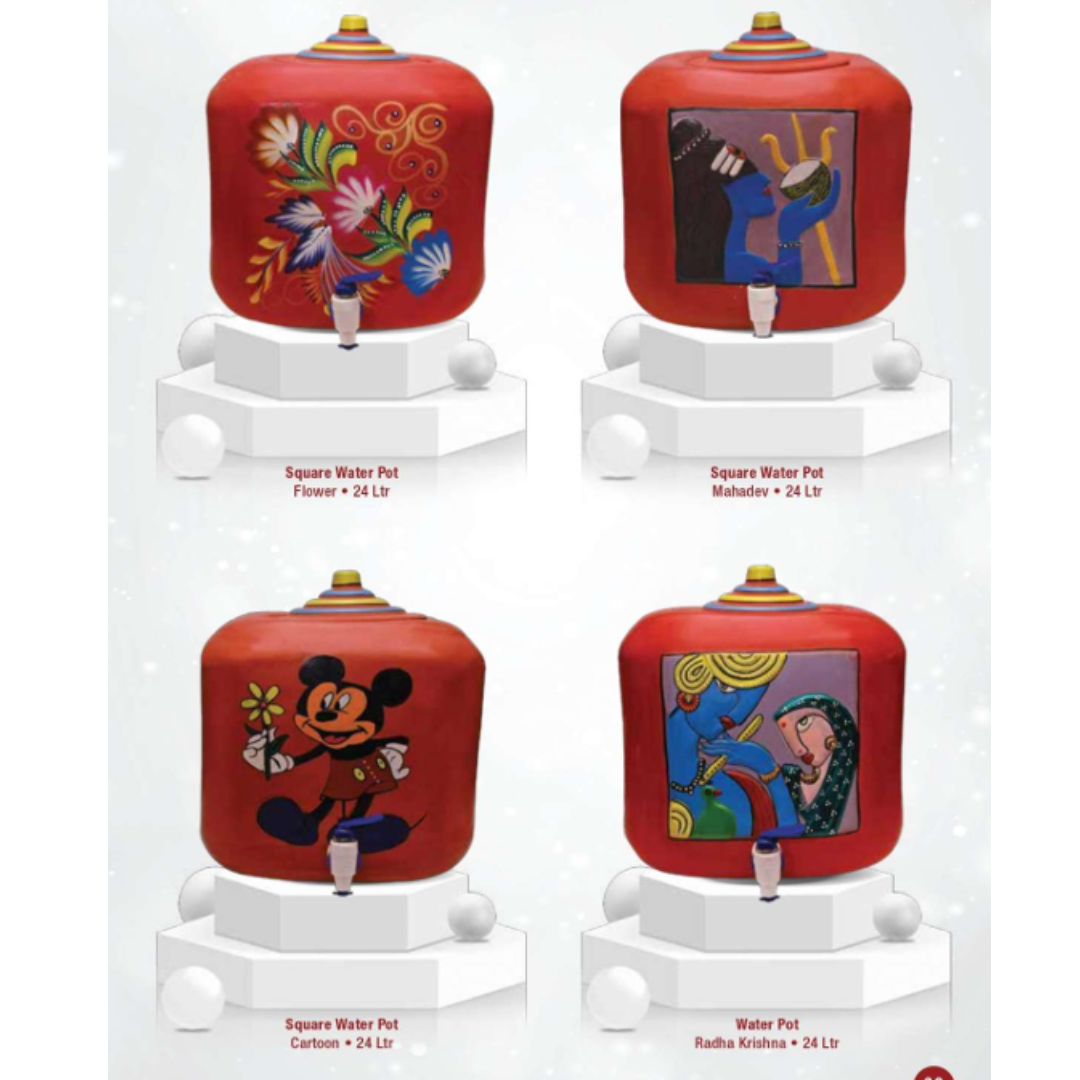 Square Water Pot
Flower • 24 Ltr
Square Water Pot
Mahadev • 24 Ltr
Square Water Pot
Cartoon • 24 Ltr
Water Pot
Radha Krishna • 24 Ltr